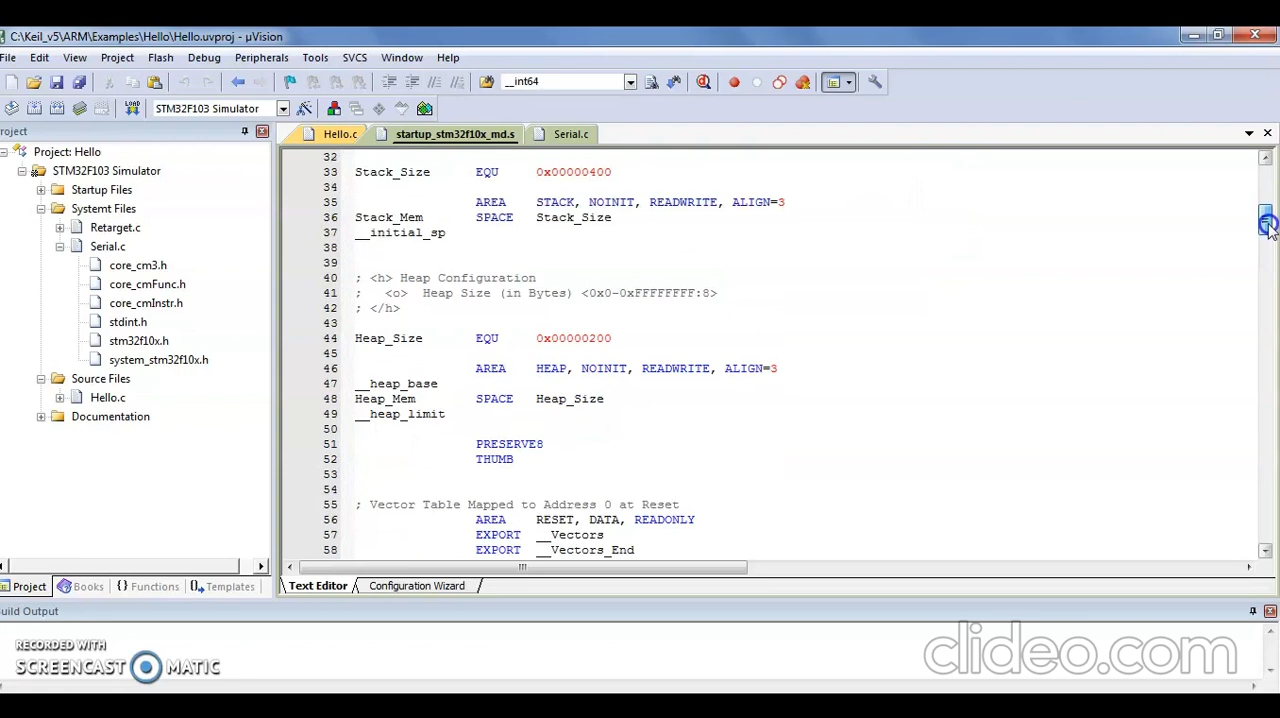 C:\Keil_v5\ARM\Examples\Hello\Hello.uvproj - µVision
File Edit View Project Flash Debug Peripherals Tools SVCS Window Help
__int64
LOAD STM32F103 Simulator
Project
Hello.c startup_stm32f10x_md.s Serial.c
Project: Hello
STM32F103 Simulator
Startup Files
Systemt Files
Retarget.c
Serial.c
core_cm3.h
core_cmFunc.h
core_cmInstr.h
stdint.h
stm32f10x.h
system_stm32f10x.h
Source Files
Hello.c
Documentation
32
33 Stack_Size EQU 0x00000400
34
35 AREA STACK, NOINIT, READWRITE, ALIGN=3
36 Stack_Mem SPACE Stack_Size
37 __initial_sp
38
39
40 ; <h> Heap Configuration
41 ; <o> Heap Size (in Bytes) <0x0-0xFFFFFFFF:8>
42 ; </h>
43
44 Heap_Size EQU 0x00000200
45
46 AREA HEAP, NOINIT, READWRITE, ALIGN=3
47 __heap_base
48 Heap_Mem SPACE Heap_Size
49 __heap_limit
50
51 PRESERVE8
52 THUMB
53
54
55 ; Vector Table Mapped to Address 0 at Reset
56 AREA RESET, DATA, READONLY
57 EXPORT __Vectors
58 EXPORT __Vectors_End
Project Books {} Functions Templates
Text Editor Configuration Wizard
Build Output
RECORDED WITH
SCREENCAST MATIC
clideo.com